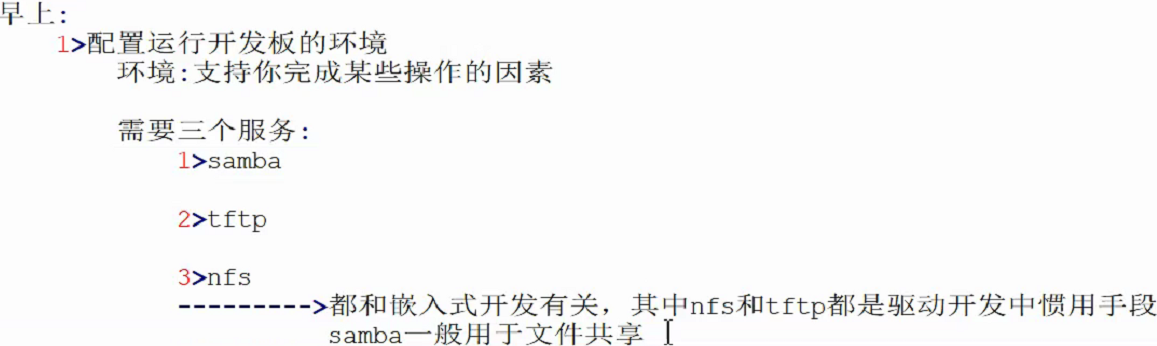 早上:
1>配置运行开发板的环境
环境:支持你完成某些操作的因素
需要三个服务:
1>samba
2>tftp
3>nfs
--------->都和嵌入式开发有关，其中nfs和tftp都是驱动开发中惯用手段
samba一般用于文件共享